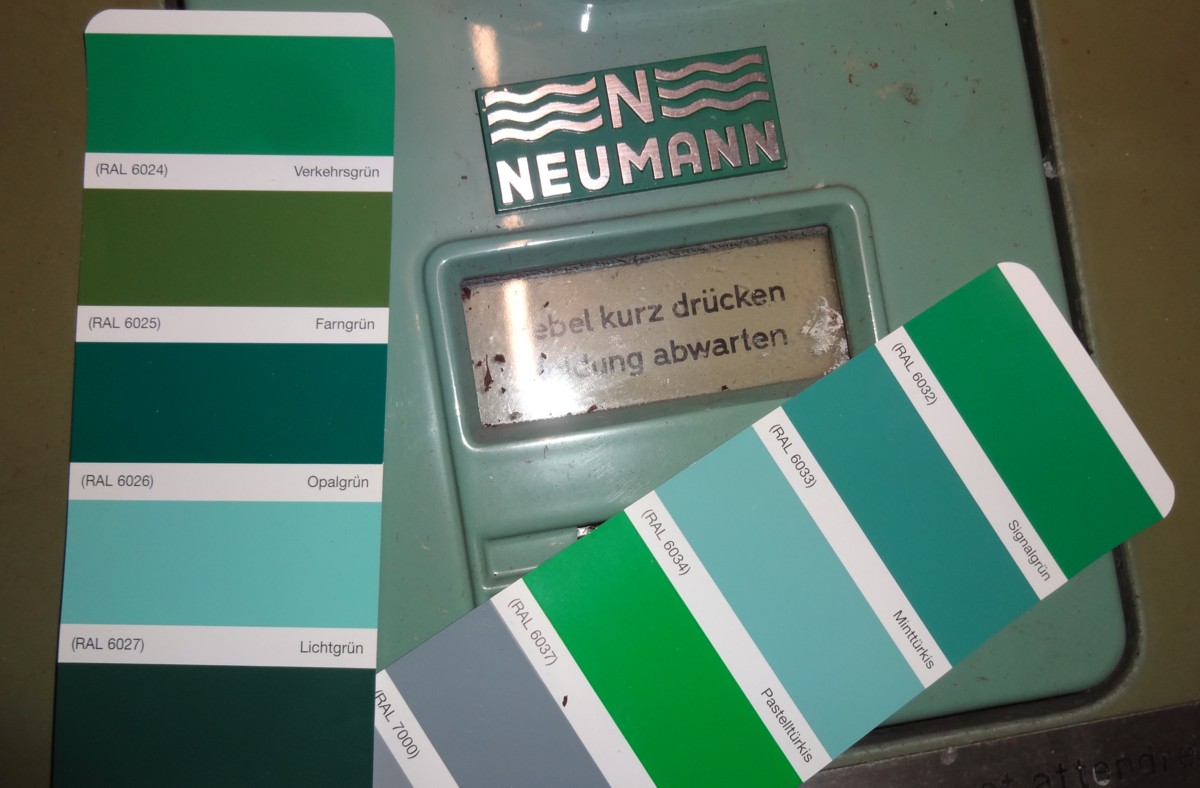 (RAL 6024) Verkehrsgrün
(RAL 6025) Farngrün
(RAL 6026) Opalgrün
(RAL 6027) Lichtgrün
N
NEUMANN
kurz drücken
abwarten
(RAL 6032) Signalgrün
(RAL 6033) Minttürkis
(RAL 6034) Pastelltürkis
(RAL 6037)
(RAL 7000)
attendre